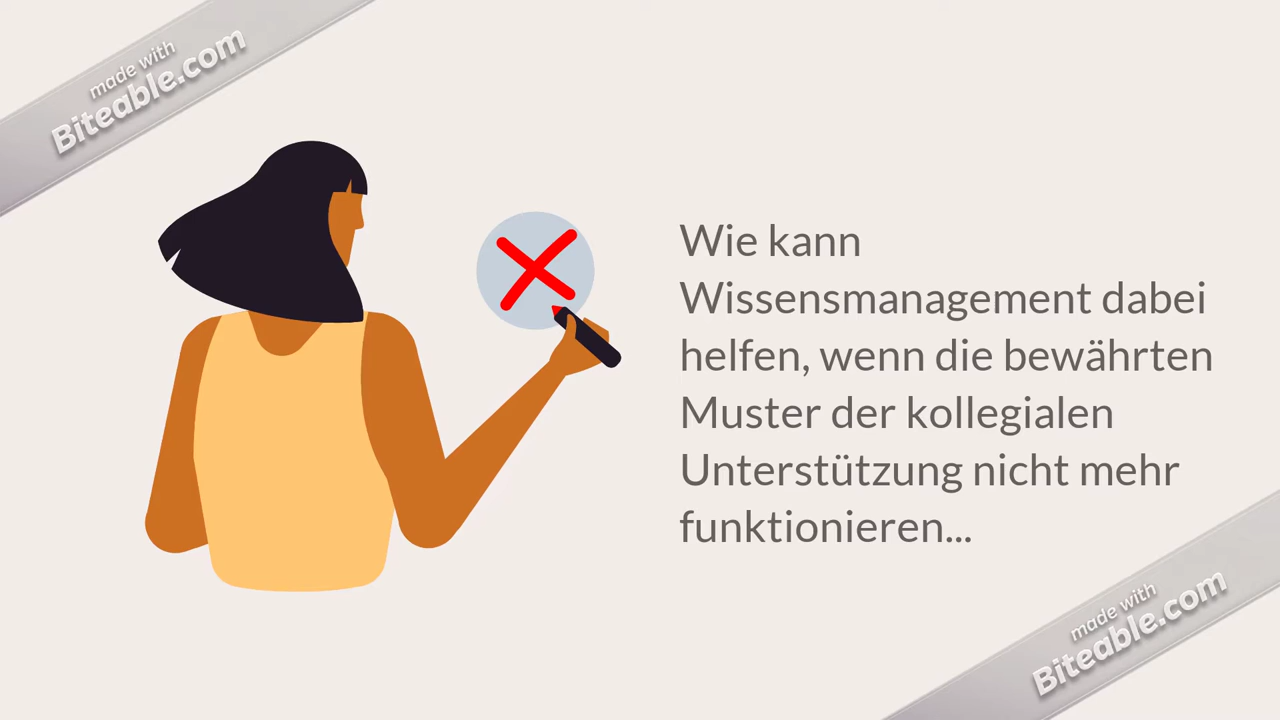 made with
Biteable.com
Wie kann
Wissensmanagement dabei
helfen, wenn die bewährten
Muster der kollegialen
Unterstützung nicht mehr
funktionieren...
made with
Biteable.com